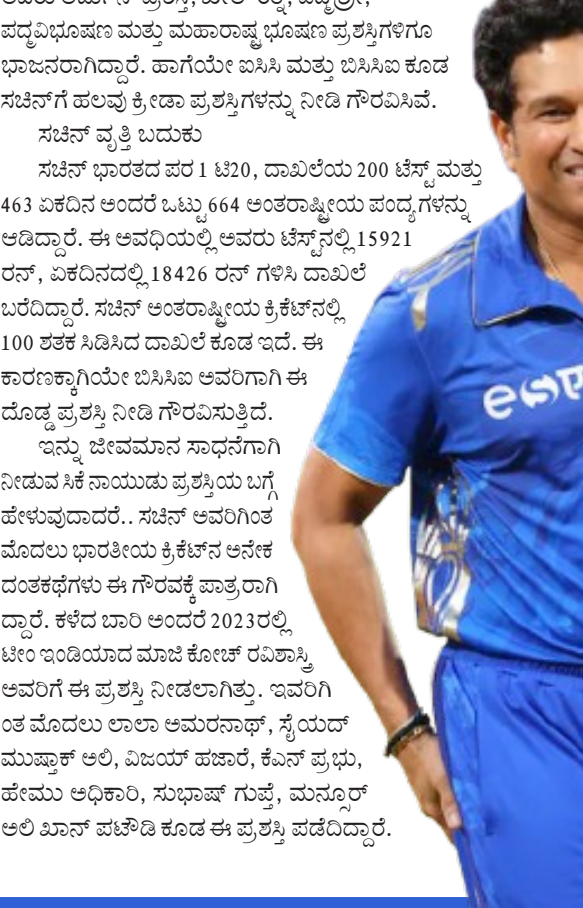 ಪದ್ಮವಿಭೂಷಣ ಮತ್ತು ಮಹಾರಾಷ್ಟ್ರ ಭೂಷಣ ಪ್ರಶಸ್ತಿಗಳಿಗೂ
ಭಾಜನರಾಗಿದ್ದಾರೆ. ಹಾಗೆಯೇ ಐಸಿಸಿ ಮತ್ತು ಬಿಸಿಸಿಐ ಕೂಡ
ಸಚಿನ್‌ಗೆ ಹಲವು ಕ್ರೀಡಾ ಪ್ರಶಸ್ತಿಗಳನ್ನು ನೀಡಿ ಗೌರವಿಸಿವೆ.
ಸಚಿನ್ ವೃತ್ತಿ ಬದುಕು
ಸಚಿನ್ ಭಾರತದ ಪರ 1 ಟಿ20, ದಾಖಲೆಯ 200 ಟೆಸ್ಟ್ ಮತ್ತು
463 ಏಕದಿನ ಅಂದರೆ ಒಟ್ಟು 664 ಅಂತರಾಷ್ಟ್ರೀಯ ಪಂದ್ಯಗಳನ್ನು
ಆಡಿದ್ದಾರೆ. ಈ ಅವಧಿಯಲ್ಲಿ ಅವರು ಟೆಸ್ಟ್‌ನಲ್ಲಿ 15921
ರನ್, ಏಕದಿನದಲ್ಲಿ 18426 ರನ್ ಗಳಿಸಿ ದಾಖಲೆ
ಬರೆದಿದ್ದಾರೆ. ಸಚಿನ್ ಅಂತರಾಷ್ಟ್ರೀಯ ಕ್ರಿಕೆಟ್‌ನಲ್ಲಿ
100 ಶತಕ ಸಿಡಿಸಿದ ದಾಖಲೆ ಕೂಡ ಇದೆ. ಈ
ಕಾರಣಕ್ಕಾಗಿಯೇ ಬಿಸಿಸಿಐ ಅವರಿಗಾಗಿ ಈ
ದೊಡ್ಡ ಪ್ರಶಸ್ತಿ ನೀಡಿ ಗೌರವಿಸುತ್ತಿದೆ.
ಇನ್ನು ಜೀವಮಾನ ಸಾಧನೆಗಾಗಿ
ನೀಡುವ ಸಿಕೆ ನಾಯುಡು ಪ್ರಶಸ್ತಿಯ ಬಗ್ಗೆ
ಹೇಳುವುದಾದರೆ.. ಸಚಿನ್ ಅವರಿಗಿಂತ
ಮೊದಲು ಭಾರತೀಯ ಕ್ರಿಕೆಟ್‌ನ ಅನೇಕ
ದಂತಕಥೆಗಳು ಈ ಗೌರವಕ್ಕೆ ಪಾತ್ರರಾಗಿ
ದ್ದಾರೆ. ಕಳೆದ ಬಾರಿ ಅಂದರೆ 2023ರಲ್ಲಿ
ಟೀಂ ಇಂಡಿಯಾದ ಮಾಜಿ ಕೋಚ್ ರವಿಶಾಸ್ತ್ರಿ
ಅವರಿಗೆ ಈ ಪ್ರಶಸ್ತಿ ನೀಡಲಾಗಿತ್ತು. ಇವರಿಗಿ
ಂತ ಮೊದಲು ಲಾಲಾ ಅಮರನಾಥ್, ಸೈಯದ್
ಮುಷ್ತಾಕ್ ಅಲಿ, ವಿಜಯ್ ಹಜಾರೆ, ಕೆಎನ್ ಪ್ರಭು,
ಹೇಮು ಅಧಿಕಾರಿ, ಸುಭಾಷ್ ಗುಪ್ತೆ, ಮನ್ಸೂರ್
ಅಲಿ ಖಾನ್ ಪಟೌಡಿ ಕೂಡ ಈ ಪ್ರಶಸ್ತಿ ಪಡೆದಿದ್ದಾರೆ.